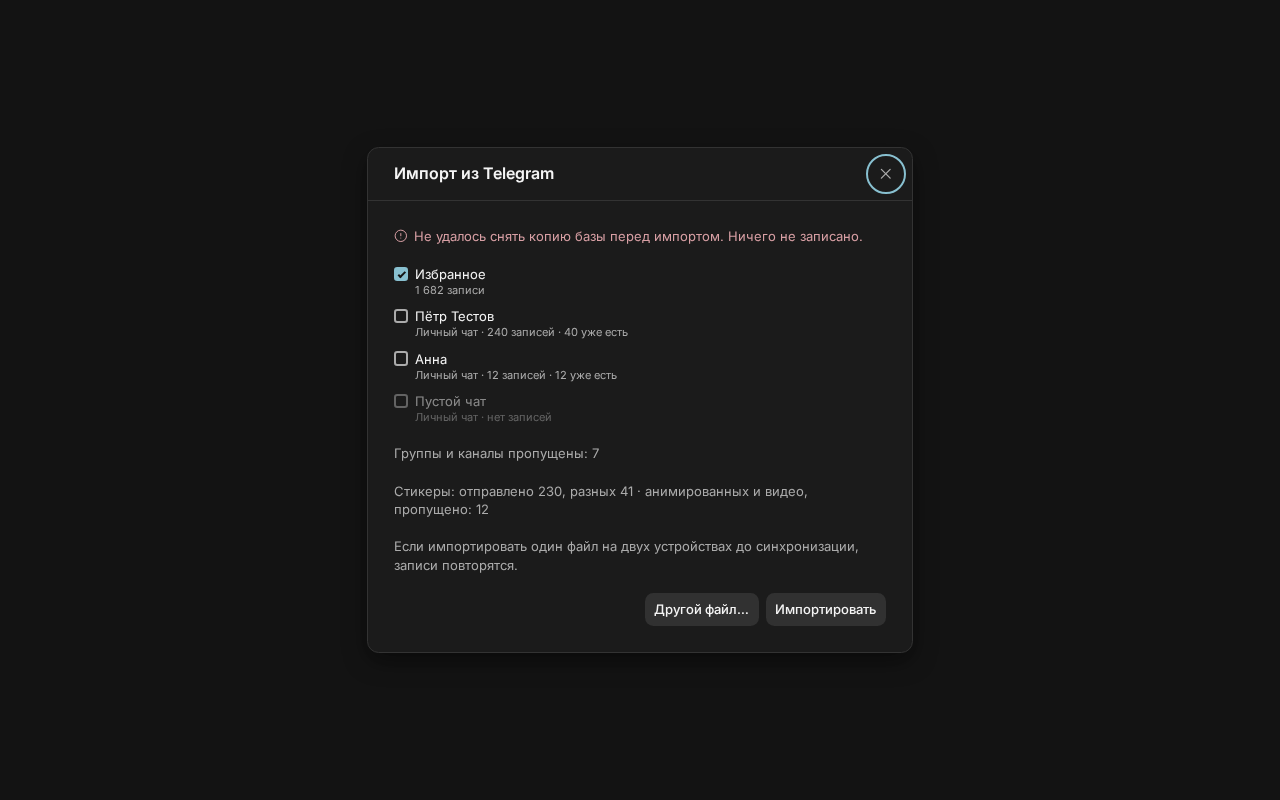 Импорт из Telegram
Не удалось снять копию базы перед импортом. Ничего не записано.
Избранное
1 682 записи
Пётр Тестов
Личный чат · 240 записей · 40 уже есть
Анна
Личный чат · 12 записей · 12 уже есть
Пустой чат
Личный чат · нет записей
Группы и каналы пропущены: 7
Стикеры: отправлено 230, разных 41 · анимированных и видео,
пропущено: 12
Если импортировать один файл на двух устройствах до синхронизации,
записи повторятся.
Другой файл...
Импортировать